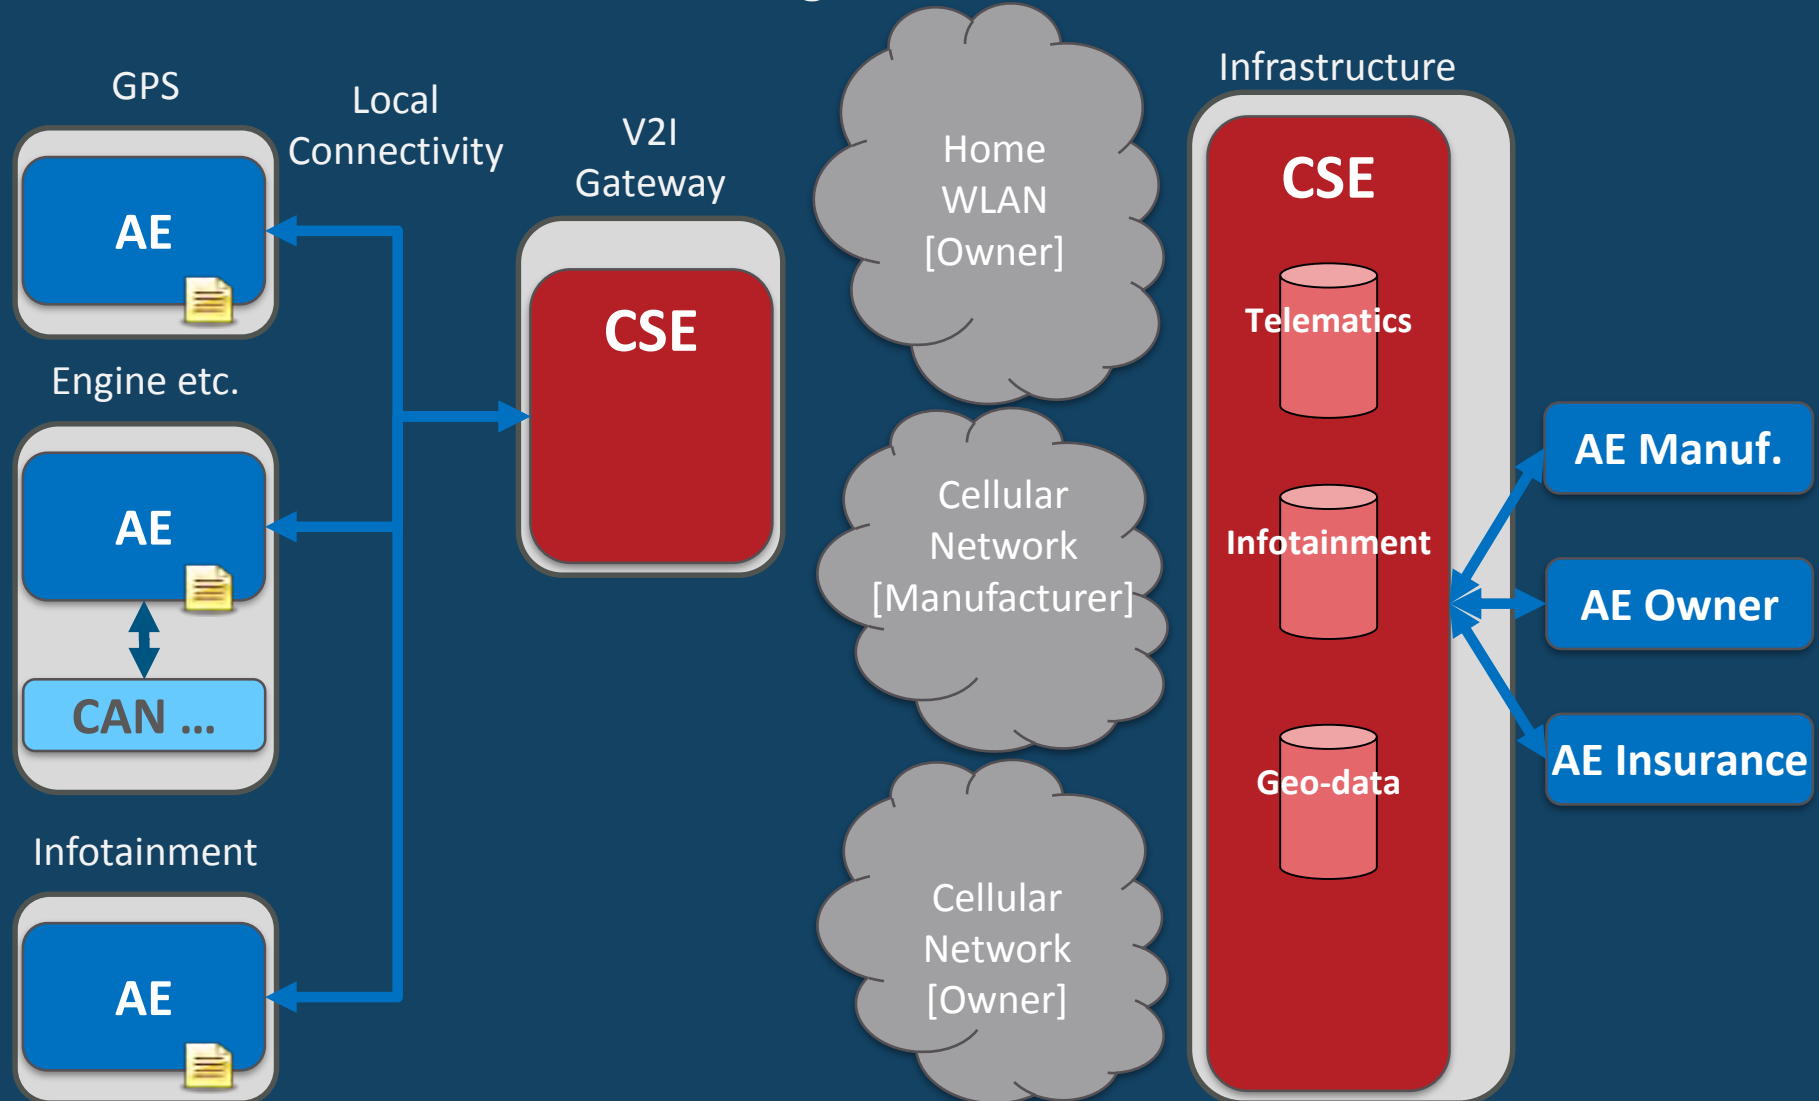 GPS
AE
Engine etc.
AE
CAN ...
Infotainment
AE
Local
Connectivity
V2I
Gateway
CSE
Home
WLAN
[Owner]
Cellular
Network
[Manufacturer]
Cellular
Network
[Owner]
Infrastructure
CSE
Telematics
Infotainment
Geo-data
AE Manuf.
AE Owner
AE Insurance